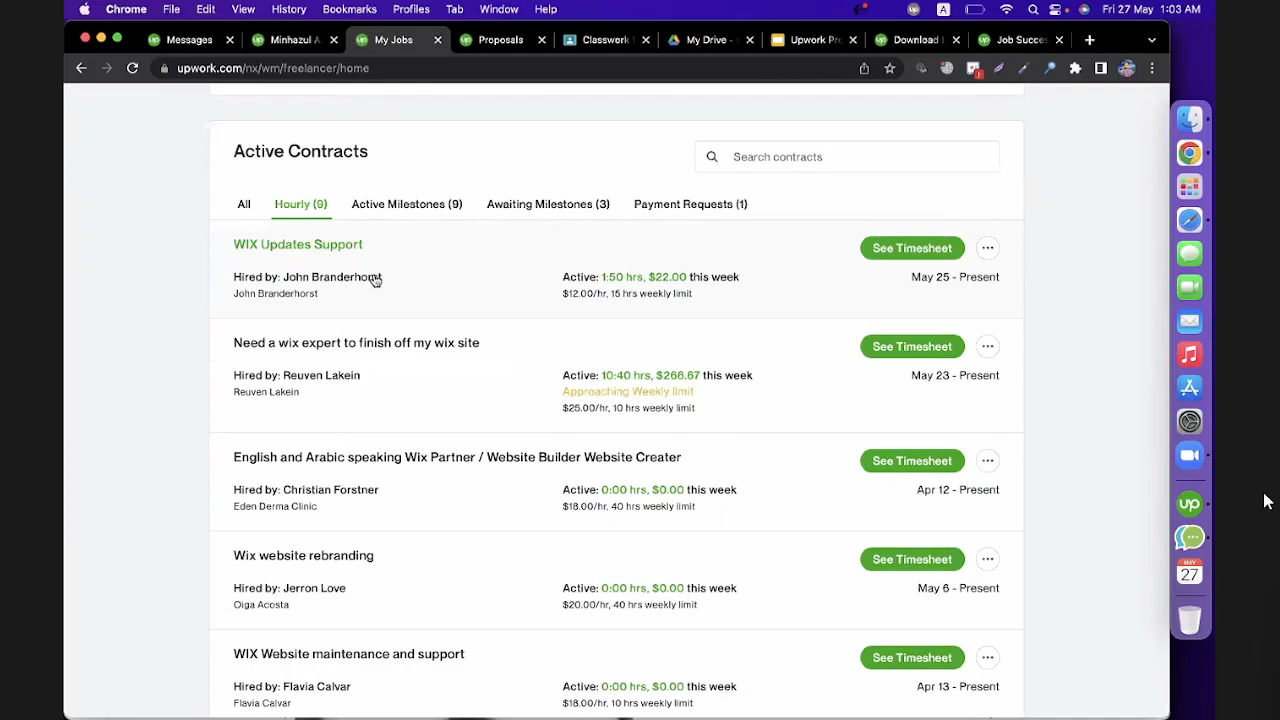 Chrome File Edit View History Bookmarks Profiles Tab Window Help up A Fri 27 May 1:03 AM
Messages Minhazul A My Jobs Proposals Classwork My Drive - Upwork Pro Download Job Succes
upwork.com/nx/wm/freelancer/home
Active Contracts
Search contracts
All Hourly (9) Active Milestones (9) Awaiting Milestones (3) Payment Requests (1)
WIX Updates Support
See Timesheet
Hired by: John Branderhorst
Active: 1:50 hrs, $22.00 this week
May 25 - Present
John Branderhorst
$12.00/hr, 15 hrs weekly limit
Need a wix expert to finish off my wix site
See Timesheet
Hired by: Reuven Lakein
Active: 10:40 hrs, $266.67 this week
May 23 - Present
Reuven Lakein
Approaching Weekly limit
$25.00/hr, 10 hrs weekly limit
English and Arabic speaking Wix Partner / Website Builder Website Creater
See Timesheet
Hired by: Christian Forstner
Active: 0:00 hrs, $0.00 this week
Apr 12 - Present
Eden Derma Clinic
$18.00/hr, 40 hrs weekly limit
Wix website rebranding
See Timesheet
Hired by: Jerron Love
Active: 0:00 hrs, $0.00 this week
May 6 - Present
Olga Acosta
$20.00/hr, 40 hrs weekly limit
WIX Website maintenance and support
See Timesheet
Hired by: Flavia Calvar
Active: 0:00 hrs, $0.00 this week
Apr 13 - Present
Flavia Calvar
$18.00/hr, 10 hrs weekly limit
up
MAY
27